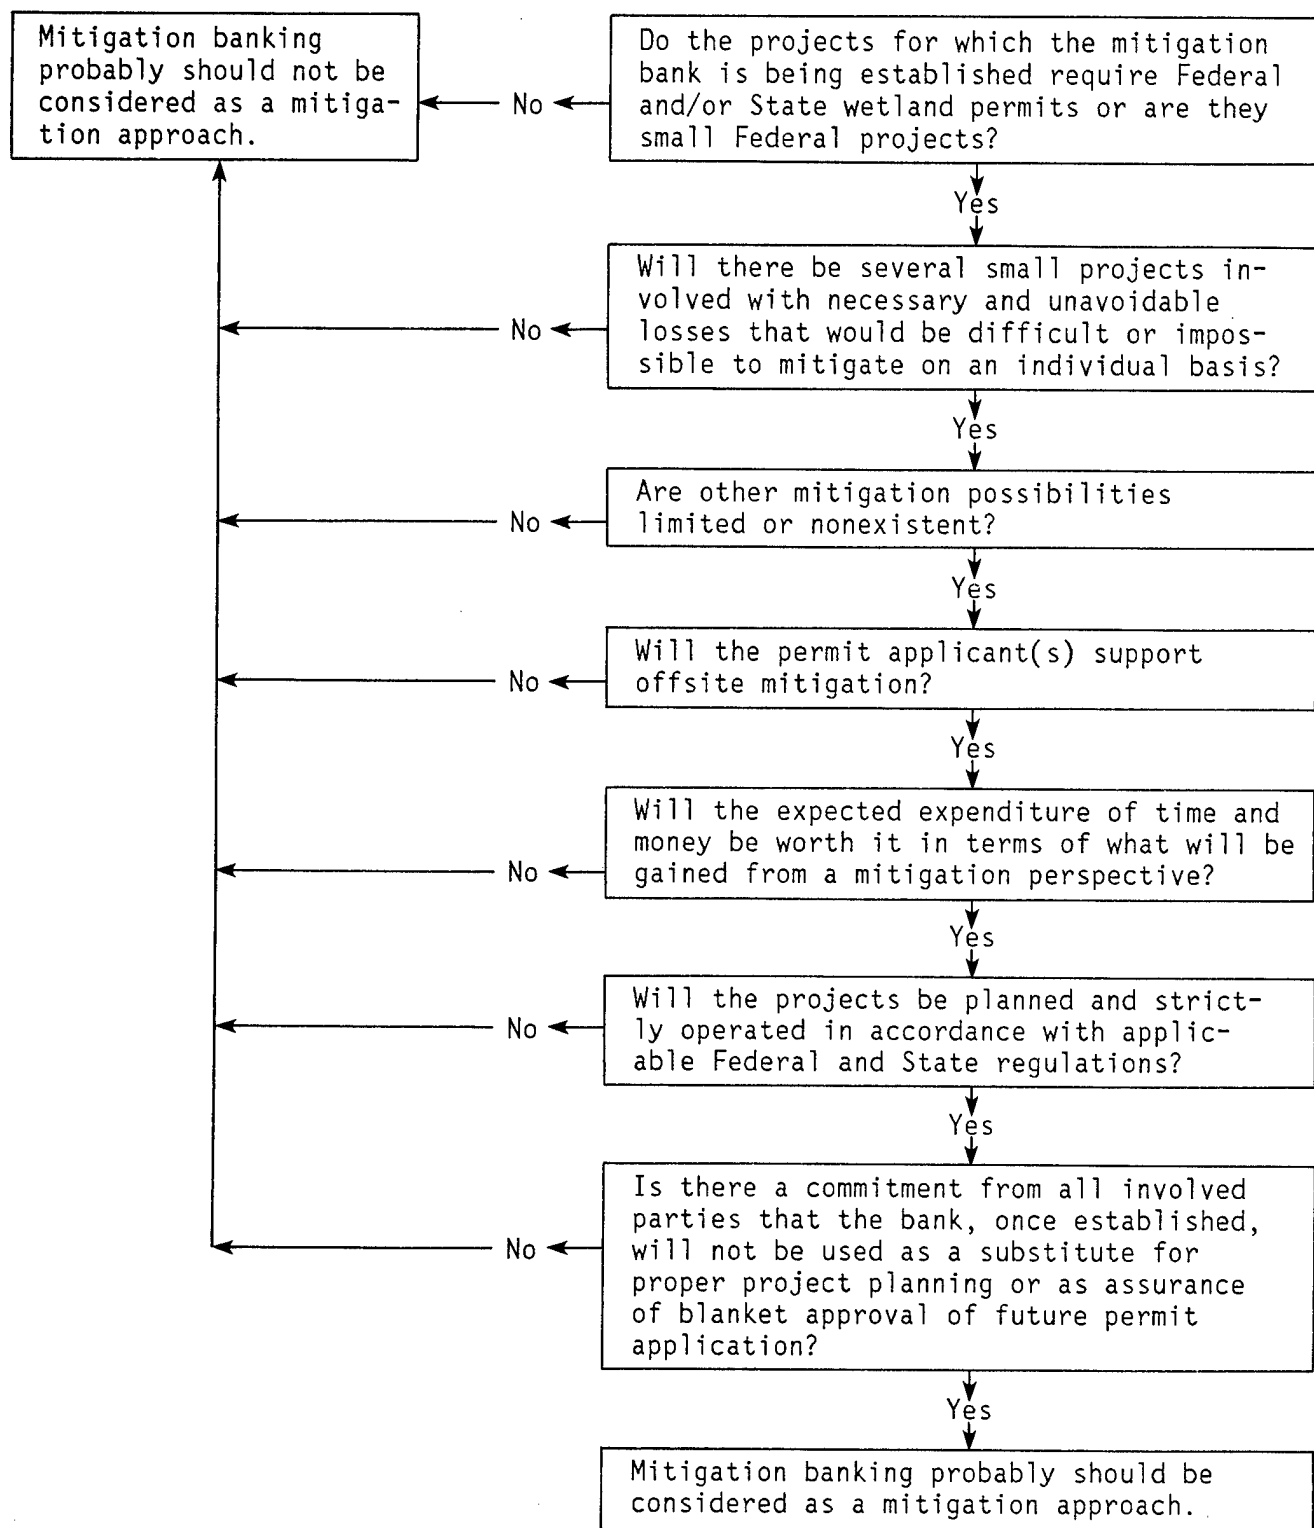 Mitigation banking
probably should not be
considered as a mitiga-
tion approach.
No
Do the projects for which the mitigation
bank is being established require Federal
and/or State wetland permits or are they
small Federal projects?
Yes
Will there be several small projects in-
volved with necessary and unavoidable
losses that would be difficult or impos-
sible to mitigate on an individual basis?
No
Yes
Are other mitigation possibilities
limited or nonexistent?
No
Yes
Will the permit applicant(s) support
offsite mitigation?
No
Yes
Will the expected expenditure of time and
money be worth it in terms of what will be
gained from a mitigation perspective?
No
Yes
Will the projects be planned and strict-
ly operated in accordance with applic-
able Federal and State regulations?
No
Yes
Is there a commitment from all involved
parties that the bank, once established,
will not be used as a substitute for
proper project planning or as assurance
of blanket approval of future permit
application?
No
Yes
Mitigation banking probably should be
considered as a mitigation approach.